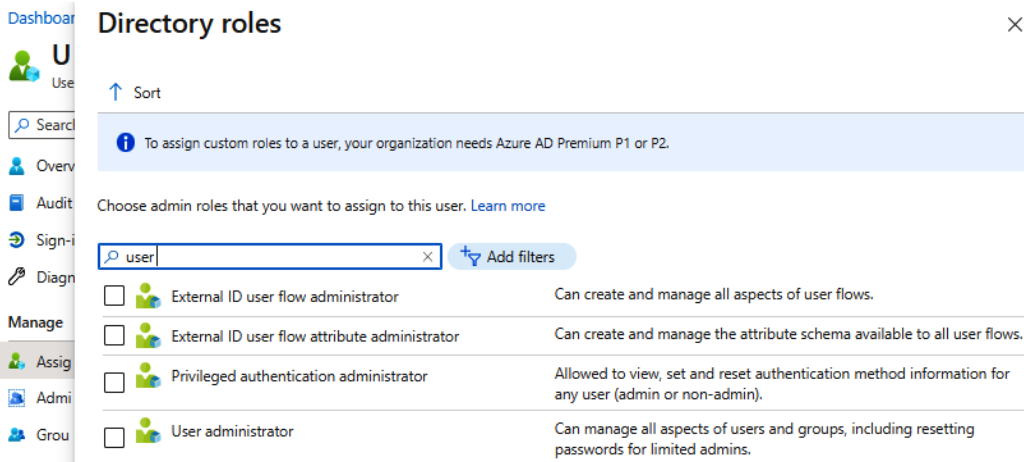 Dashboar
U
Use
Search
Overv
Audit
Sign-i
Diagn
Manage
Assig
Admi
Grou
Directory roles
Sort
To assign custom roles to a user, your organization needs Azure AD Premium P1 or P2.
Choose admin roles that you want to assign to this user. Learn more
user
Add filters
External ID user flow administrator
Can create and manage all aspects of user flows.
External ID user flow attribute administrator
Can create and manage the attribute schema available to all user flows.
Privileged authentication administrator
Allowed to view, set and reset authentication method information for
any user (admin or non-admin).
User administrator
Can manage all aspects of users and groups, including resetting
passwords for limited admins.